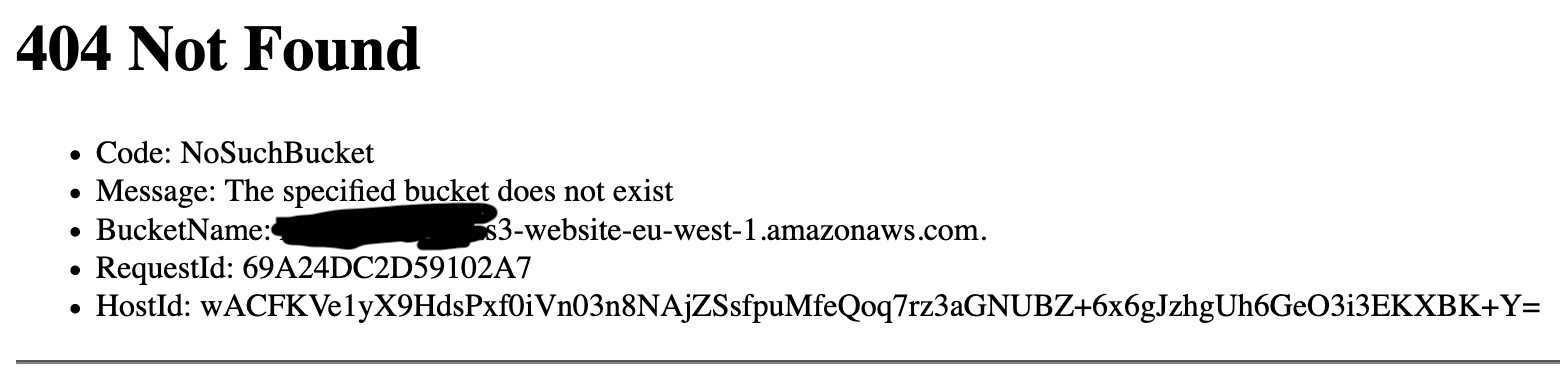 404 Not Found
• Code: NoSuchBucket
• Message: The specified bucket does not exist
• BucketName: s3-website-eu-west-1.amazonaws.com.
• RequestId: 69A24DC2D59102A7
• HostId: wACFKVe1yX9HdsPxf0iVn03n8NAjZSsfpuMfeQoq7rz3aGNUBZ+6x6gJzhgUh6GeO3i3EKXBK+Y=